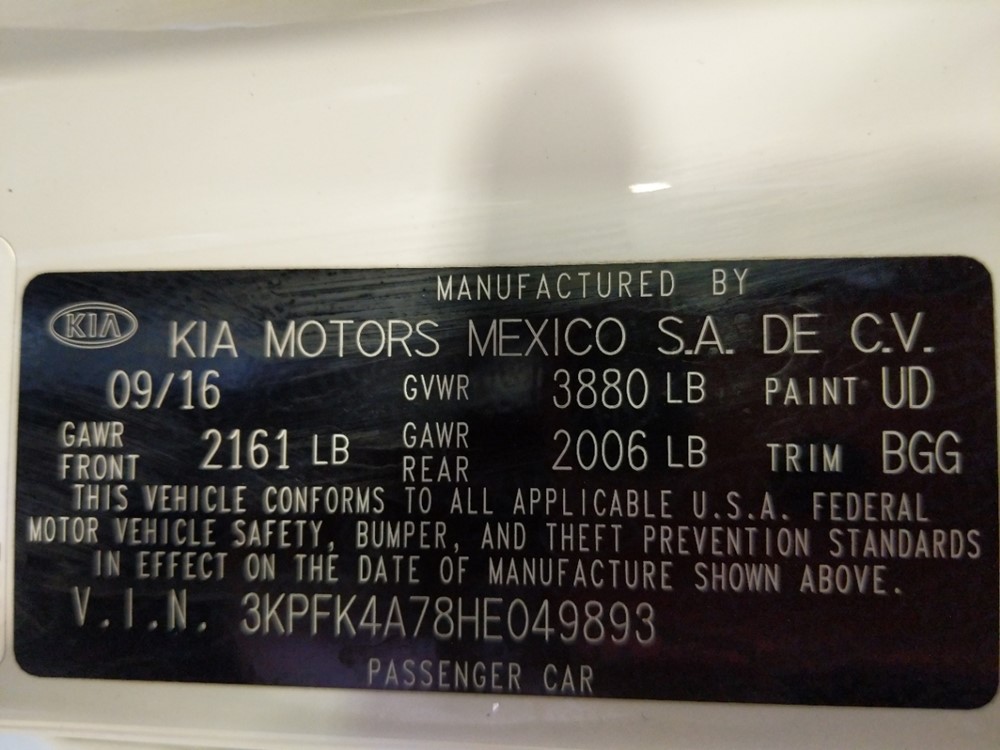 MANUFACTURED BY
KIA KIA MOTORS MEXICO S.A. DE C.V.
09/16 GVWR 3880 LB PAINT UD
GAWR FRONT 2161 LB GAWR REAR 2006 LB TRIM BGG
THIS VEHICLE CONFORMS TO ALL APPLICABLE U.S.A. FEDERAL
MOTOR VEHICLE SAFETY, BUMPER, AND THEFT PREVENTION STANDARDS
IN EFFECT ON THE DATE OF MANUFACTURE SHOWN ABOVE.
V.I.N. 3KPFK4A78HE049893
PASSENGER CAR